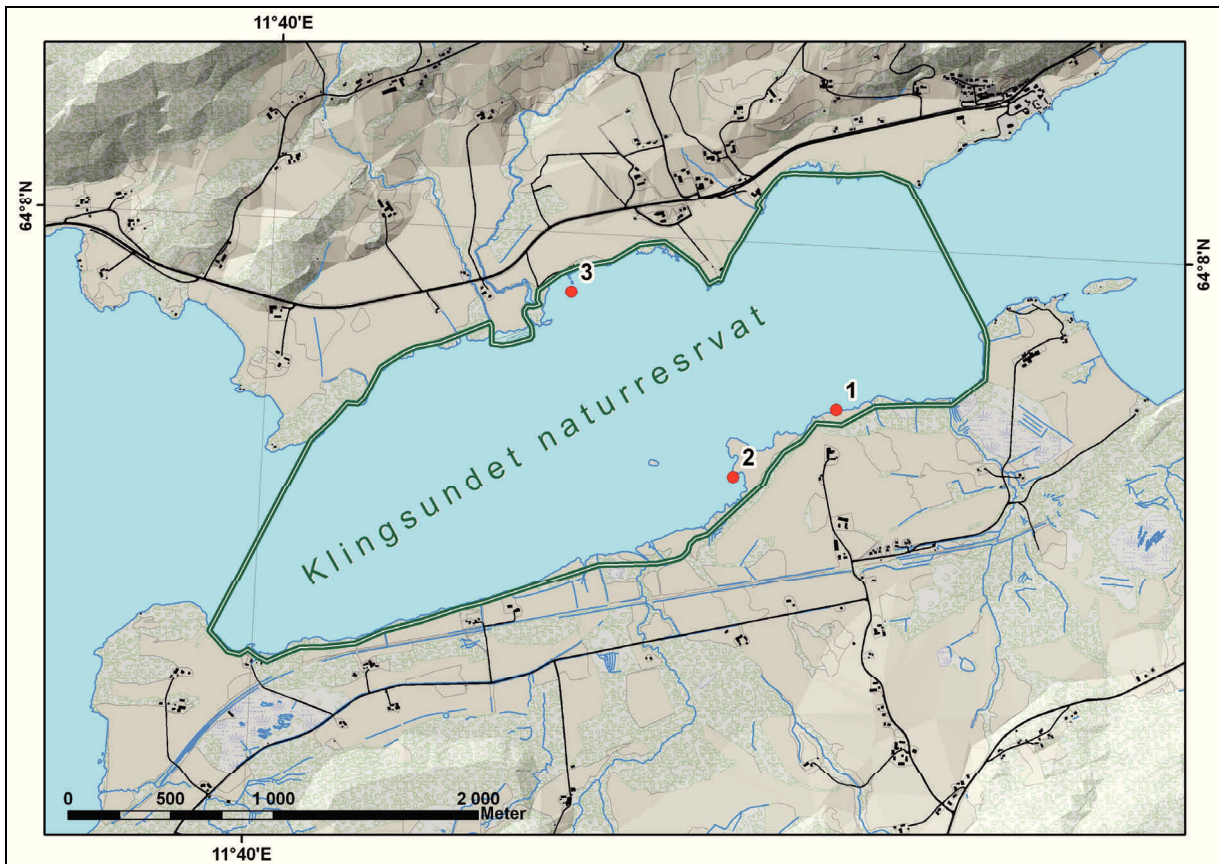 11°40'E
64°8'N
64°8'N
3
1
2
Klingsundet naturresrvat
0 500 1 000 2 000
Meter
11°40'E